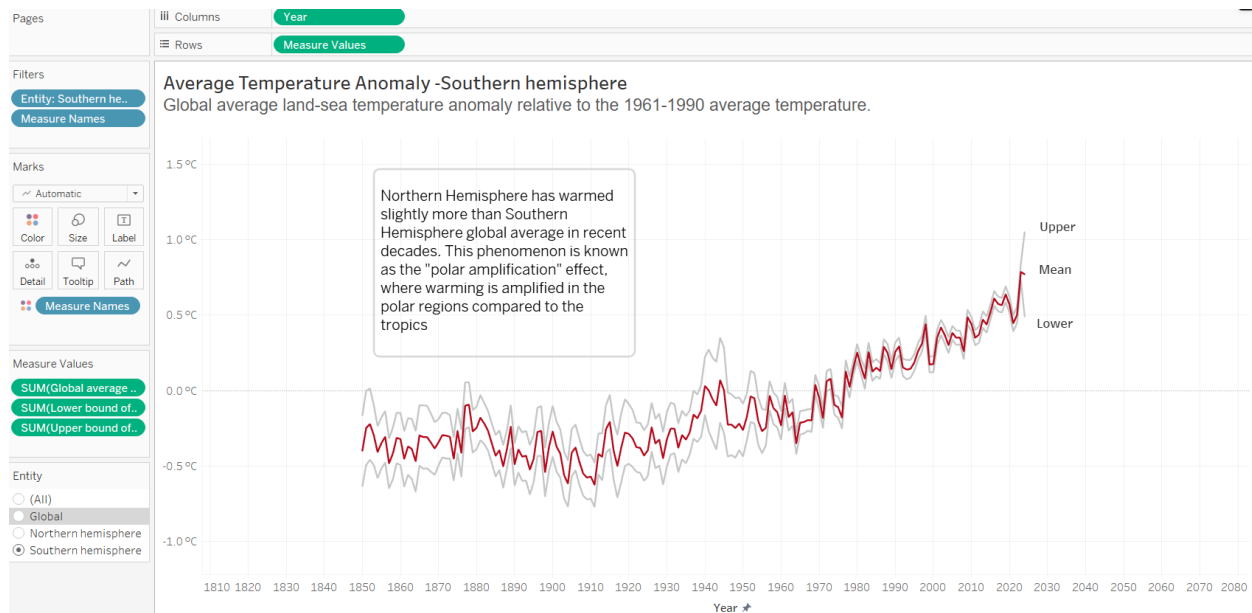 Pages
Columns
Year
Rows
Measure Values
Filters
Entity: Southern he..
Measure Names
Marks
Automatic
Color
Size
Label
Detail
Tooltip
Path
Measure Names
Measure Values
SUM(Global average ..
SUM(Lower bound of..
SUM(Upper bound of..
Entity
(All)
Global
Northern hemisphere
Southern hemisphere
Average Temperature Anomaly -Southern hemisphere
Global average land-sea temperature anomaly relative to the 1961-1990 average temperature.
1.5 ºC
1.0 ºC
0.5 ºC
0.0 ºC
-0.5 ºC
-1.0 ºC
Northern Hemisphere has warmed
slightly more than Southern
Hemisphere global average in recent
decades. This phenomenon is known
as the "polar amplification" effect,
where warming is amplified in the
polar regions compared to the
tropics
Upper
Mean
Lower
1810 1820 1830 1840 1850 1860 1870 1880 1890 1900 1910 1920 1930 1940 1950 1960 1970 1980 1990 2000 2010 2020 2030 2040 2050 2060 2070 2080
Year